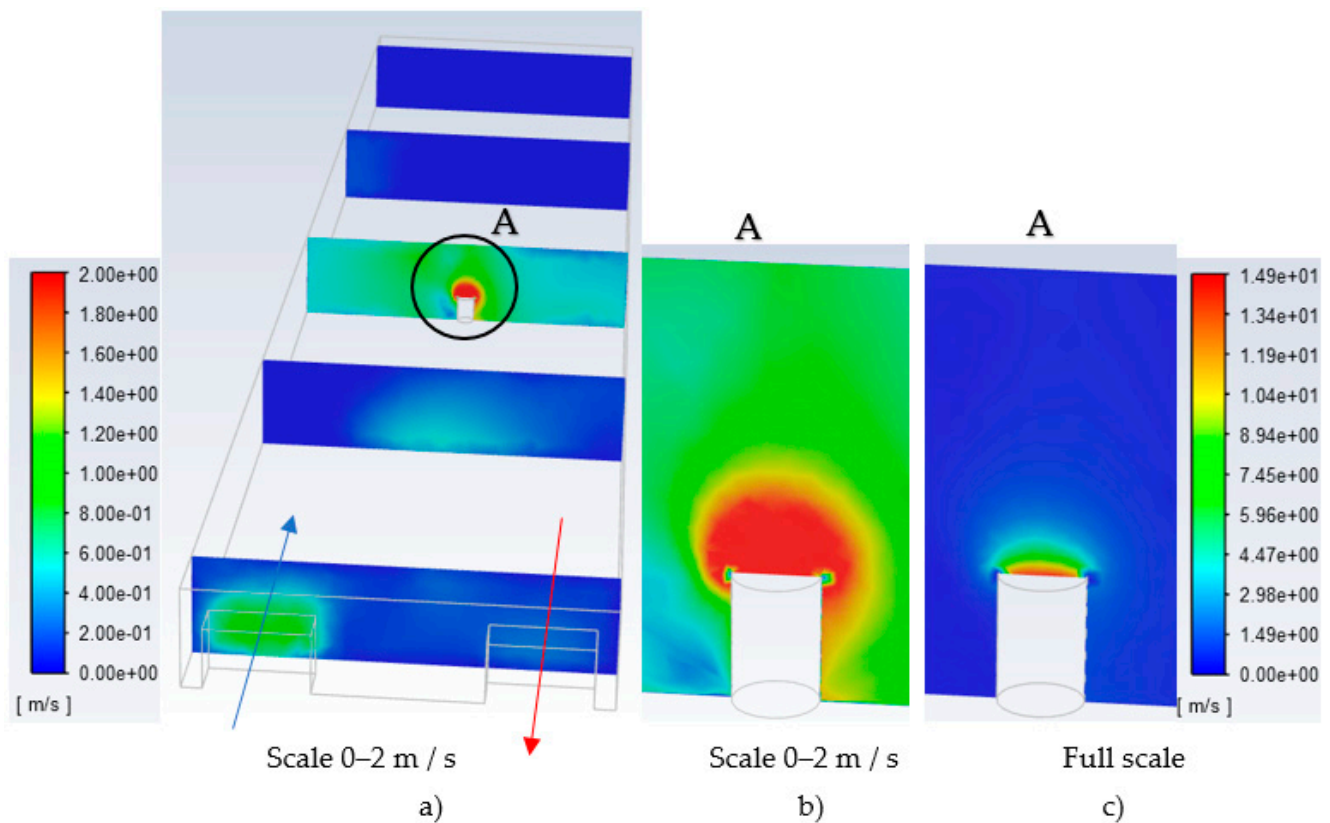 A
A
A
2.00e+00
1.80e+00
1.60e+00
1.40e+00
1.20e+00
1.00e+00
8.00e-01
6.00e-01
4.00e-01
2.00e-01
0.00e+00
[ m/s ]
1.49e+01
1.34e+01
1.19e+01
1.04e+01
8.94e+00
7.45e+00
5.96e+00
4.47e+00
2.98e+00
1.49e+00
0.00e+00
[ m/s ]
Scale 0–2 m / s
Scale 0–2 m / s
Full scale
a)
b)
c)